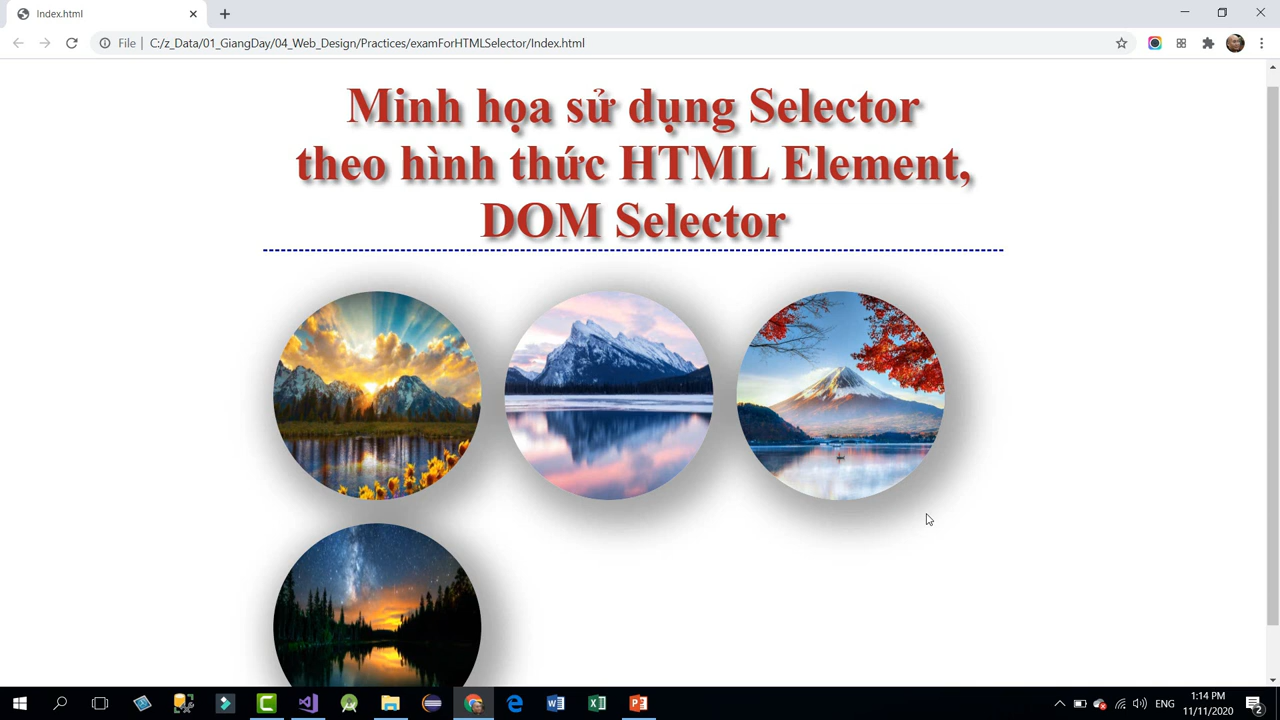 Index.html
File
C:/z_Data/01_GiangDay/04_Web_Design/Practices/examForHTMLSelector/Index.html
Minh họa sử dụng Selector
theo hình thức HTML Element,
DOM Selector
ENG
1:14 PM
11/11/2020
2